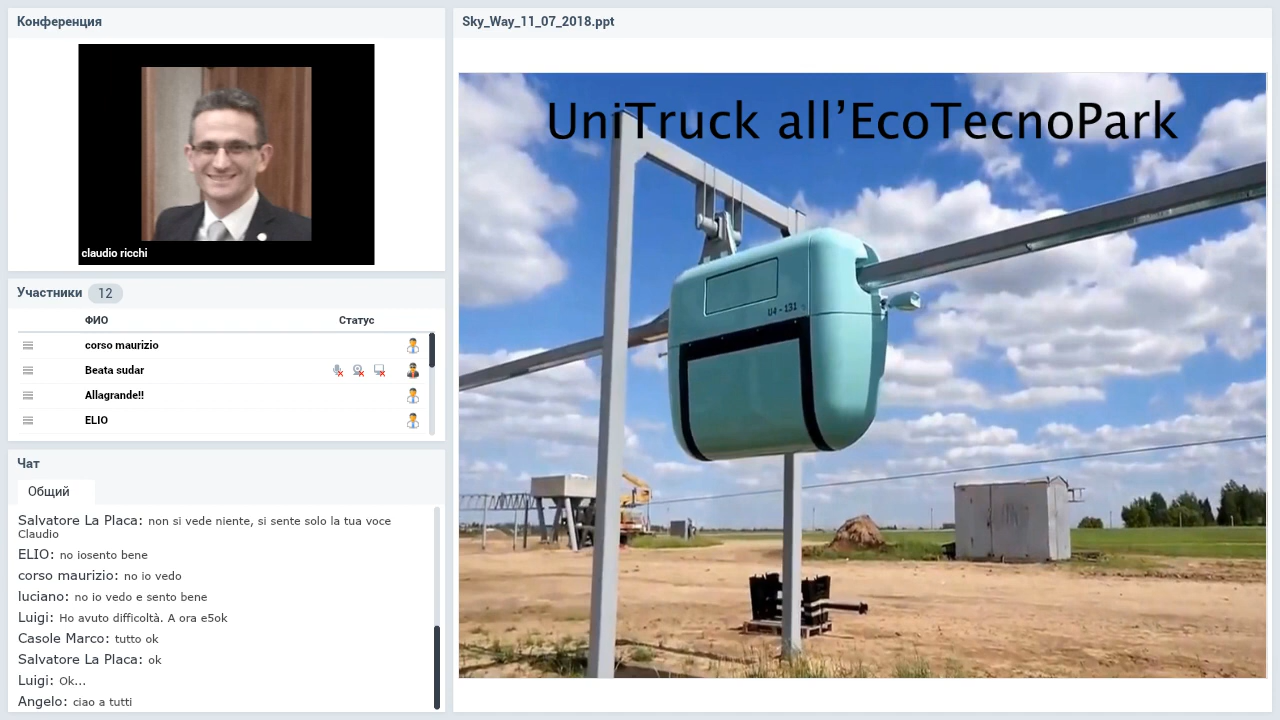 Конференция
claudio ricchi
Участники 12
ФИО Статус
corso maurizio
Beata sudar
Allagrande!!
ELIO
Чат
Общий
Salvatore La Placa: non si vede niente, si sente solo la tua voce
Claudio
ELIO: no iosento bene
corso maurizio: no io vedo
luciano: no io vedo e sento bene
Luigi: Ho avuto difficoltà. A ora e5ok
Casole Marco: tutto ok
Salvatore La Placa: ok
Luigi: Ok...
Angelo: ciao a tutti
Sky_Way_11_07_2018.ppt
UniTruck all’EcoTecnoPark
U4-131